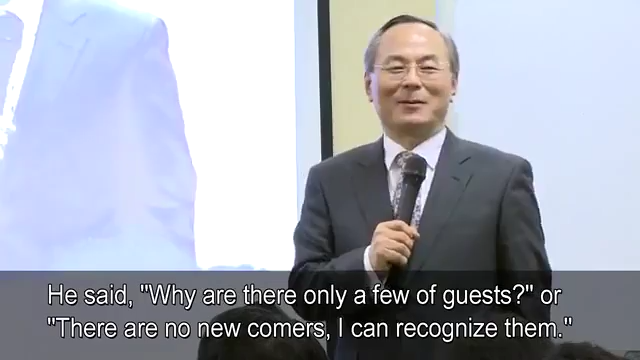 He said, "Why are there only a few of guests?" or
"There are no new comers, I can recognize them."